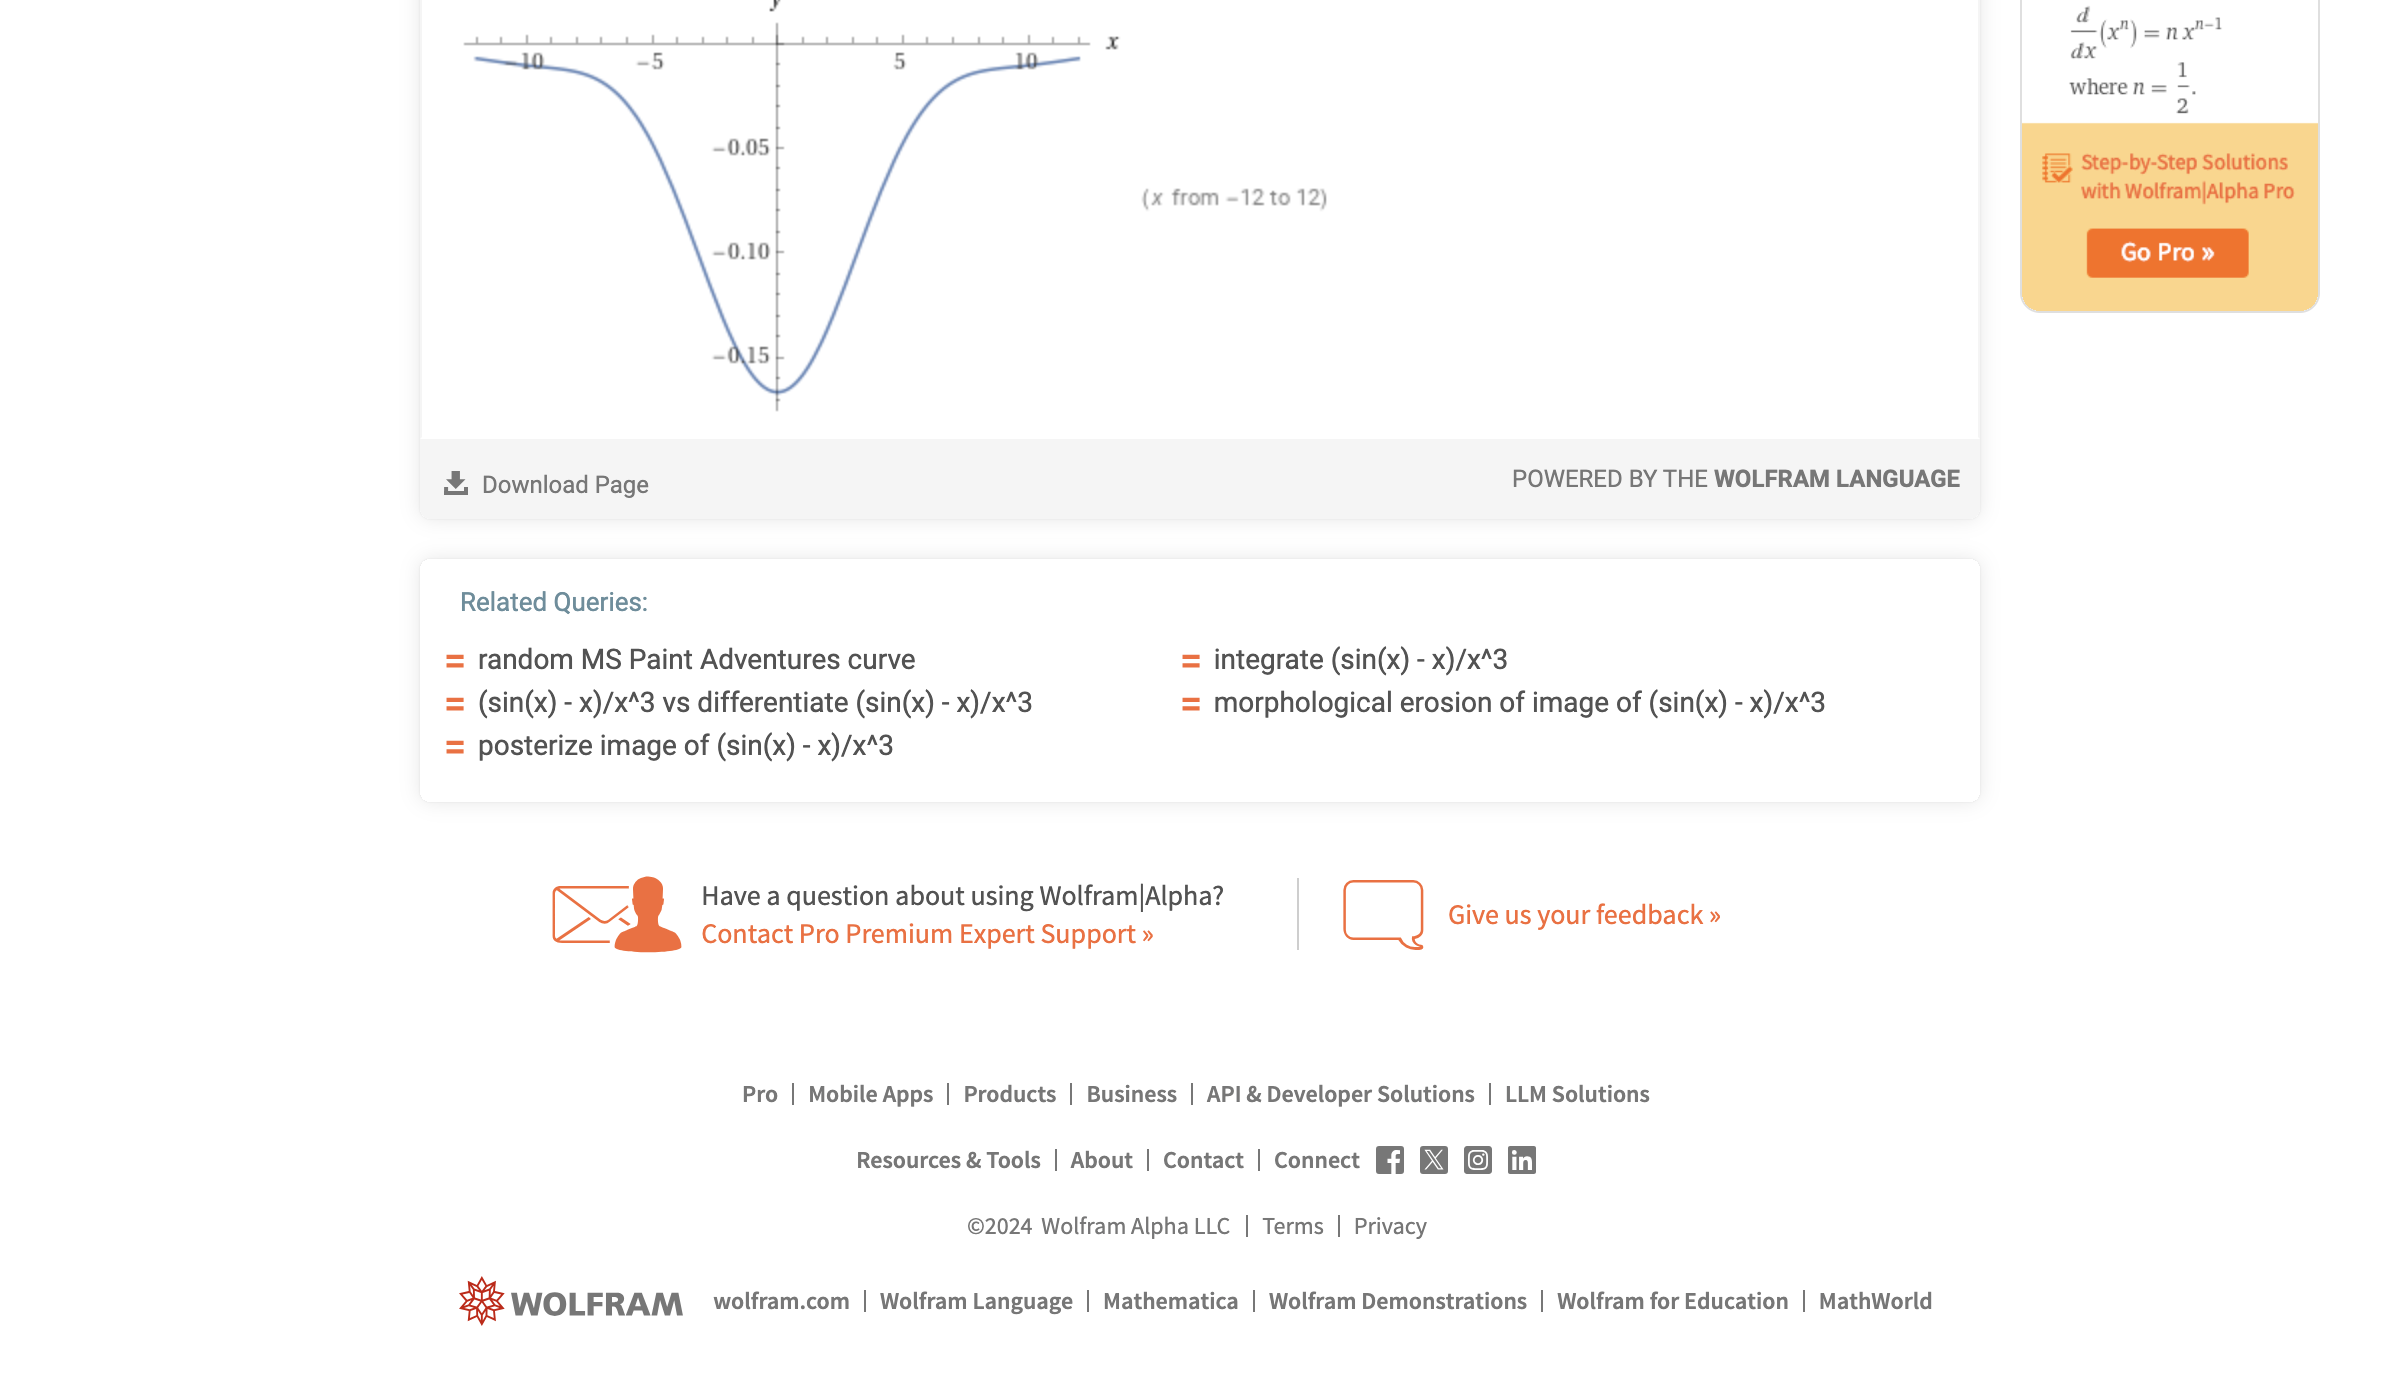 y
x
−10 −5 5 10
−0.05
−0.10
−0.15
(x from −12 to 12)
d/dx (xⁿ) = n xⁿ⁻¹
where n = 1/2.
Step-by-Step Solutions
with Wolfram|Alpha Pro
Go Pro »
Download Page
POWERED BY THE WOLFRAM LANGUAGE
Related Queries:
= random MS Paint Adventures curve
= integrate (sin(x) - x)/x^3
= (sin(x) - x)/x^3 vs differentiate (sin(x) - x)/x^3
= morphological erosion of image of (sin(x) - x)/x^3
= posterize image of (sin(x) - x)/x^3
Have a question about using Wolfram|Alpha?
Contact Pro Premium Expert Support »
Give us your feedback »
Pro | Mobile Apps | Products | Business | API & Developer Solutions | LLM Solutions
Resources & Tools | About | Contact | Connect
©2024 Wolfram Alpha LLC | Terms | Privacy
WOLFRAM wolfram.com | Wolfram Language | Mathematica | Wolfram Demonstrations | Wolfram for Education | MathWorld